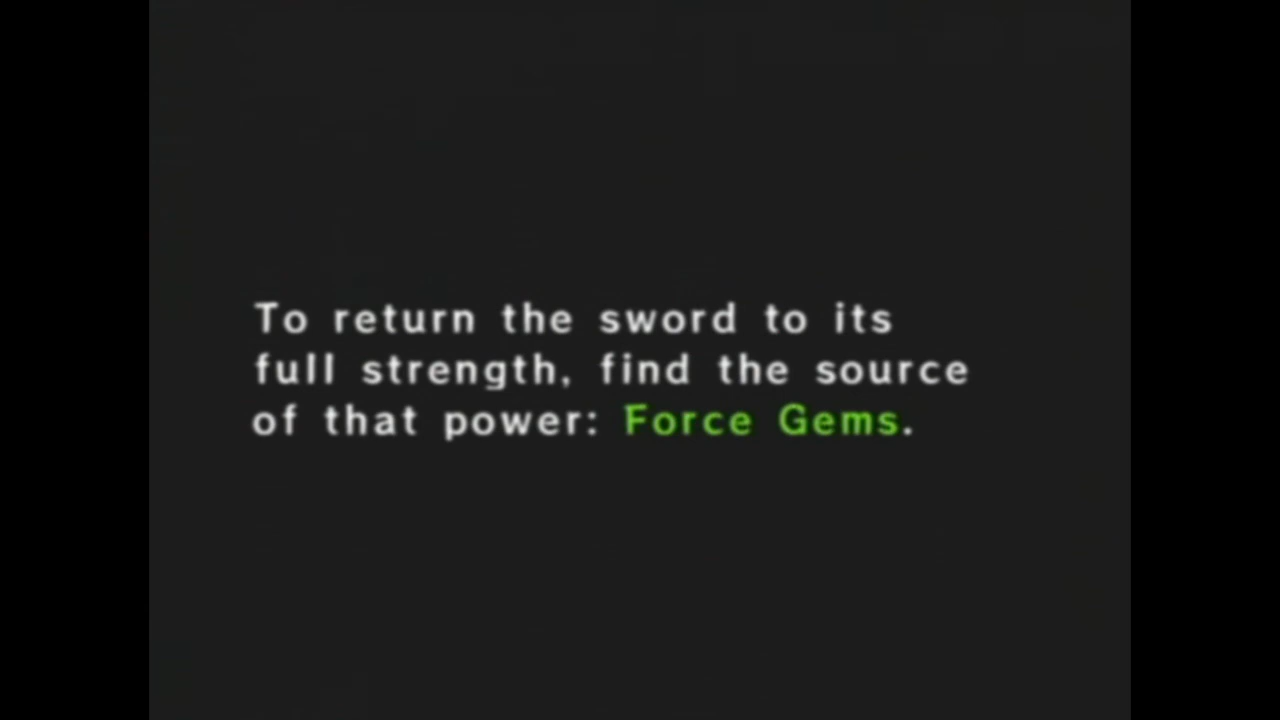 To return the sword to its
full strength, find the source
of that power: Force Gems.